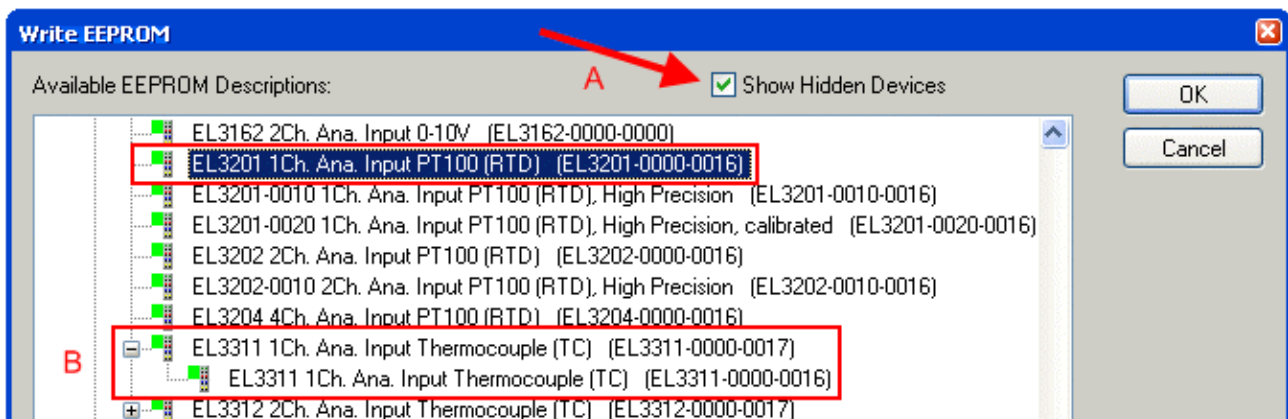 Write EEPROM
Available EEPROM Descriptions:
A
Show Hidden Devices
OK
Cancel
EL3162 2Ch. Ana. Input 0-10V (EL3162-0000-0000)
EL3201 1Ch. Ana. Input PT100 (RTD) (EL3201-0000-0016)
EL3201-0010 1Ch. Ana. Input PT100 (RTD), High Precision (EL3201-0010-0016)
EL3201-0020 1Ch. Ana. Input PT100 (RTD), High Precision, calibrated (EL3201-0020-0016)
EL3202 2Ch. Ana. Input PT100 (RTD) (EL3202-0000-0016)
EL3202-0010 2Ch. Ana. Input PT100 (RTD), High Precision (EL3202-0010-0016)
EL3204 4Ch. Ana. Input PT100 (RTD) (EL3204-0000-0016)
B
EL3311 1Ch. Ana. Input Thermocouple (TC) (EL3311-0000-0017)
EL3311 1Ch. Ana. Input Thermocouple (TC) (EL3311-0000-0016)
EL3312 2Ch. Ana. Input Thermocouple (TC) (EL3312-0000-0017)